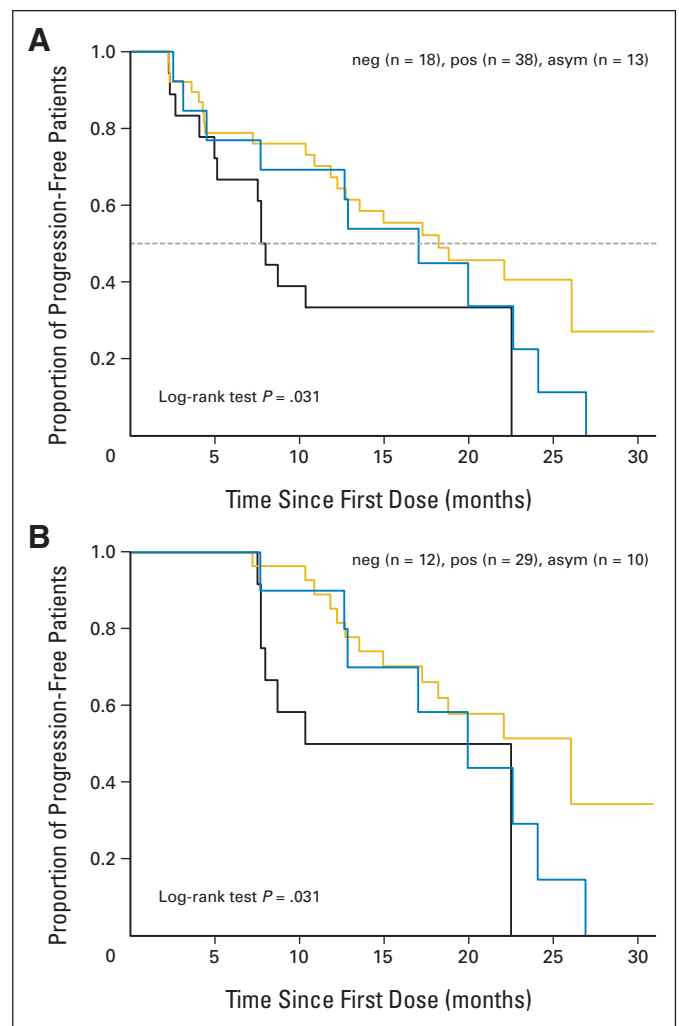 A
neg (n = 18), pos (n = 38), asym (n = 13)
Proportion of Progression-Free Patients
1.0
0.8
0.6
0.4
0.2
0
Log-rank test P = .031
5 10 15 20 25 30
Time Since First Dose (months)
B
neg (n = 12), pos (n = 29), asym (n = 10)
Proportion of Progression-Free Patients
1.0
0.8
0.6
0.4
0.2
0
Log-rank test P = .031
5 10 15 20 25 30
Time Since First Dose (months)